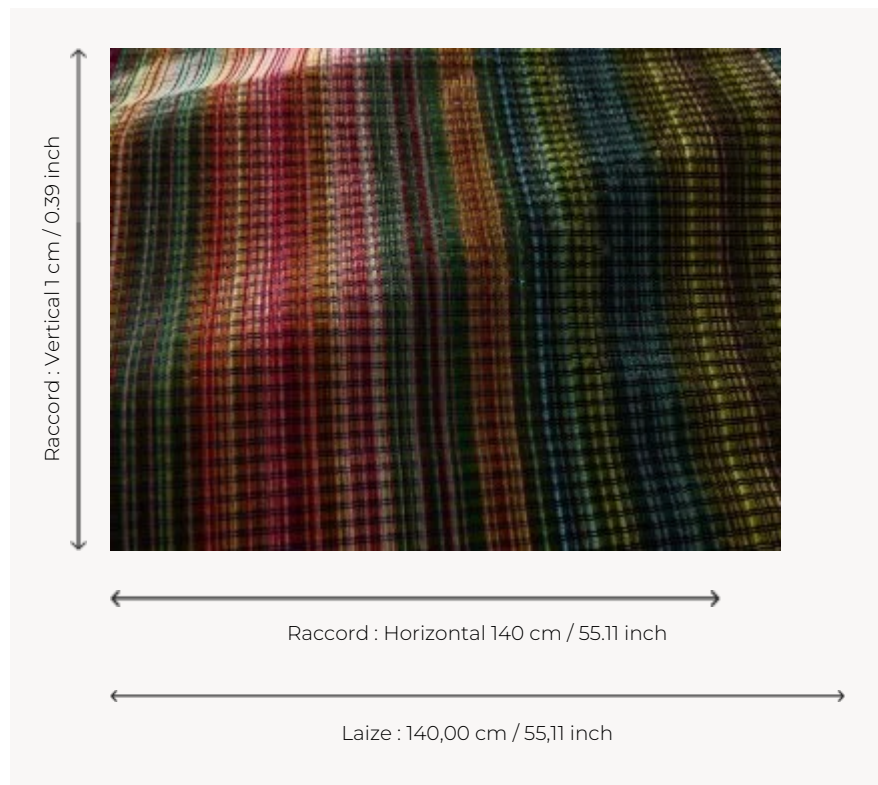 Raccord : Vertical 1 cm / 0.39 inch
Raccord : Horizontal 140 cm / 55.11 inch
Laize : 140,00 cm / 55,11 inch